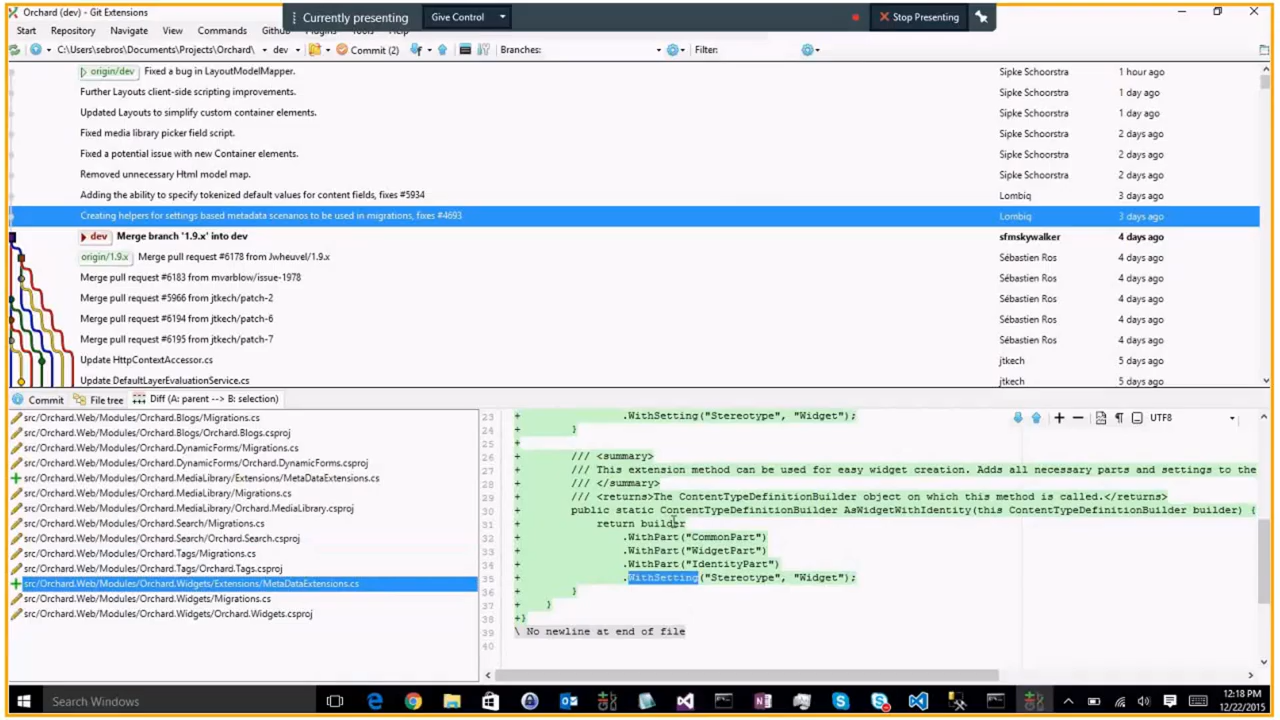 Orchard (dev) - Git Extensions
Currently presenting
Give Control
Stop Presenting
Start Repository Navigate View Commands Github Plugins Tools Help
C:\Users\sebros\Documents\Projects\Orchard\ dev Commit (2) Branches: Filter:
origin/dev Fixed a bug in LayoutModelMapper. Sipke Schoorstra 1 hour ago
Further Layouts client-side scripting improvements. Sipke Schoorstra 1 day ago
Updated Layouts to simplify custom container elements. Sipke Schoorstra 1 day ago
Fixed media library picker field script. Sipke Schoorstra 2 days ago
Fixed a potential issue with new Container elements. Sipke Schoorstra 2 days ago
Removed unnecessary Html model map. Sipke Schoorstra 2 days ago
Adding the ability to specify tokenized default values for content fields, fixes #5934 Lombiq 3 days ago
Creating helpers for settings based metadata scenarios to be used in migrations, fixes #4693 Lombiq 3 days ago
dev Merge branch '1.9.x' into dev sfmskywalker 4 days ago
origin/1.9.x Merge pull request #6178 from Jwheuvel/1.9.x Sébastien Ros 4 days ago
Merge pull request #6183 from mvarblow/issue-1978 Sébastien Ros 4 days ago
Merge pull request #5966 from jtkech/patch-2 Sébastien Ros 4 days ago
Merge pull request #6194 from jtkech/patch-6 Sébastien Ros 4 days ago
Merge pull request #6195 from jtkech/patch-7 Sébastien Ros 4 days ago
Update HttpContextAccessor.cs jtkech 5 days ago
Update DefaultLayerEvaluationService.cs jtkech 5 days ago
Commit File tree Diff (A: parent --> B: selection)
src/Orchard.Web/Modules/Orchard.Blogs/Migrations.cs
src/Orchard.Web/Modules/Orchard.Blogs/Orchard.Blogs.csproj
src/Orchard.Web/Modules/Orchard.DynamicForms/Migrations.cs
src/Orchard.Web/Modules/Orchard.DynamicForms/Orchard.DynamicForms.csproj
src/Orchard.Web/Modules/Orchard.MediaLibrary/Extensions/MetaDataExtensions.cs
src/Orchard.Web/Modules/Orchard.MediaLibrary/Migrations.cs
src/Orchard.Web/Modules/Orchard.MediaLibrary/Orchard.MediaLibrary.csproj
src/Orchard.Web/Modules/Orchard.Search/Migrations.cs
src/Orchard.Web/Modules/Orchard.Search/Orchard.Search.csproj
src/Orchard.Web/Modules/Orchard.Tags/Migrations.cs
src/Orchard.Web/Modules/Orchard.Tags/Orchard.Tags.csproj
src/Orchard.Web/Modules/Orchard.Widgets/Extensions/MetaDataExtensions.cs
src/Orchard.Web/Modules/Orchard.Widgets/Migrations.cs
src/Orchard.Web/Modules/Orchard.Widgets/Orchard.Widgets.csproj
UTF8
23 + .WithSetting("Stereotype", "Widget");
24 + }
25 +
26 + /// <summary>
27 + /// This extension method can be used for easy widget creation. Adds all necessary parts and settings to the
28 + /// </summary>
29 + /// <returns>The ContentTypeDefinitionBuilder object on which this method is called.</returns>
30 + public static ContentTypeDefinitionBuilder AsWidgetWithIdentity(this ContentTypeDefinitionBuilder builder) {
31 + return builder
32 + .WithPart("CommonPart")
33 + .WithPart("WidgetPart")
34 + .WithPart("IdentityPart")
35 + .WithSetting("Stereotype", "Widget");
36 + }
37 + }
38 +}
39 \ No newline at end of file
40
Search Windows
12:18 PM
12/22/2015